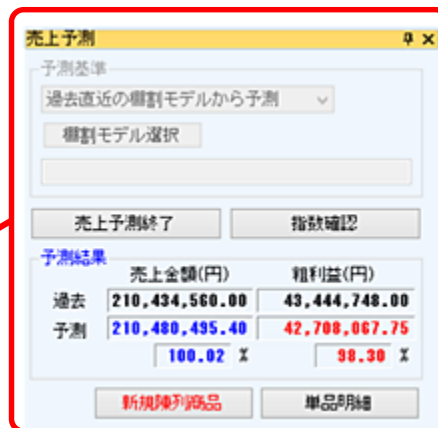 売上予測
予測基準
過去直近の棚割モデルから予測
棚割モデル選択
売上予測終了 指数確認
予測結果
売上金額(円) 粗利益(円)
過去 210,434,560.00 43,444,748.00
予測 210,480,495.40 42,708,067.75
100.02 % 98.30 %
新規陳列商品 単品明細